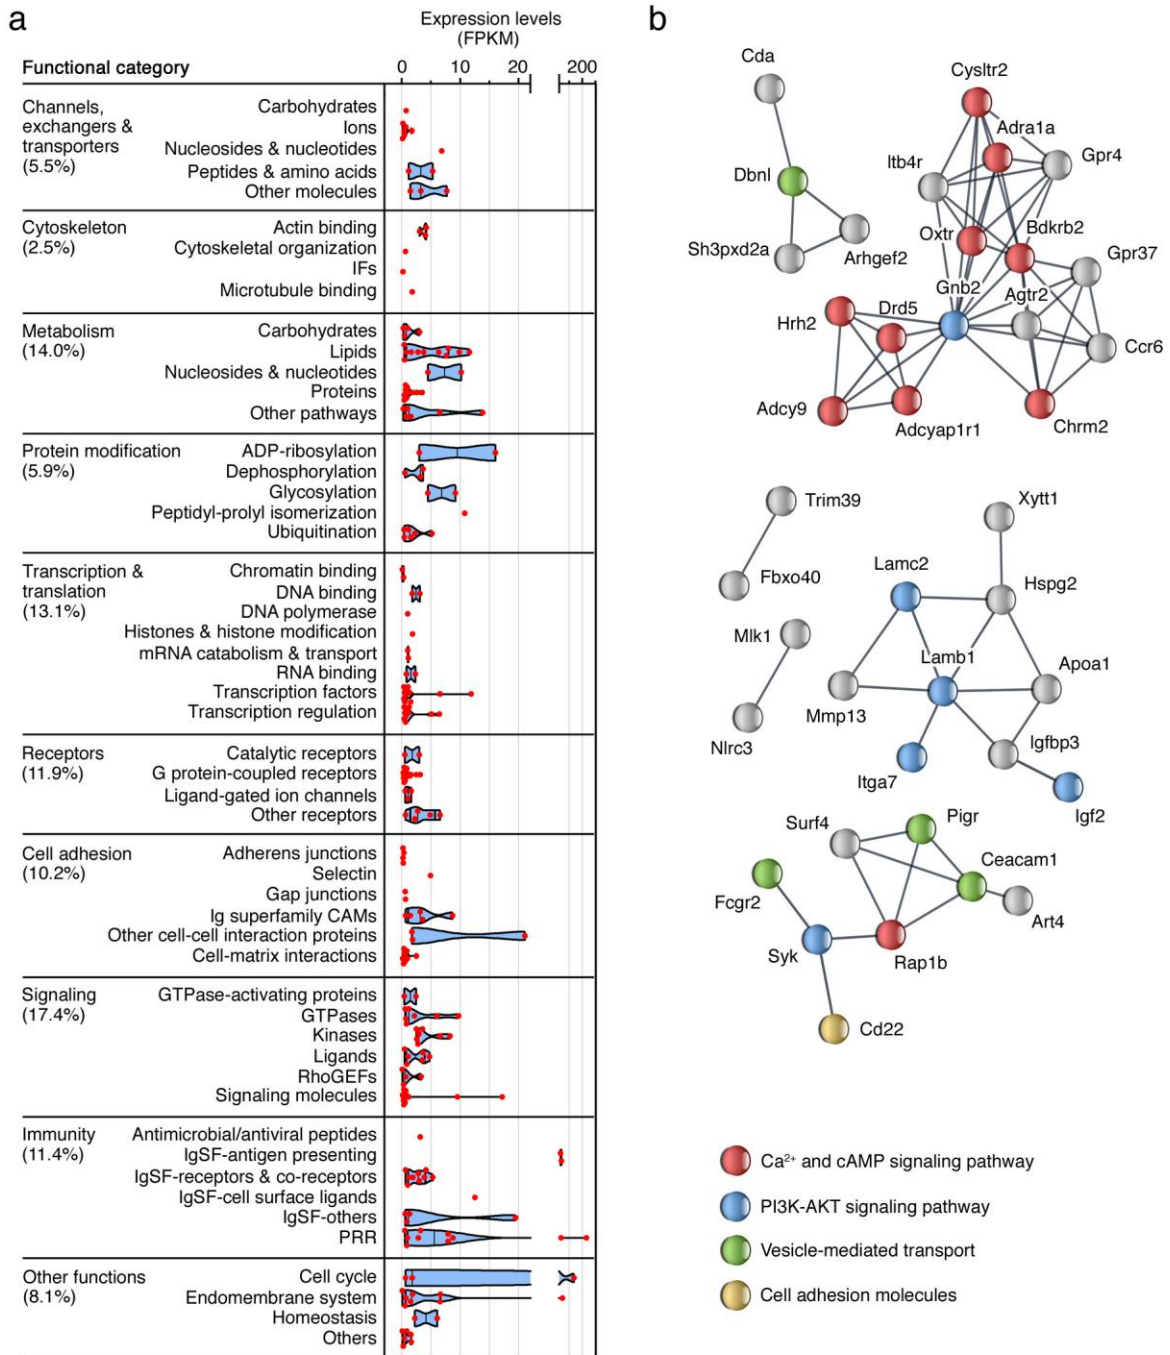 a
Expression levels
(FPKM)
Functional category
0 10 20 200
Channels,
exchangers &
transporters
(5.5%)
Carbohydrates
Ions
Nucleosides & nucleotides
Peptides & amino acids
Other molecules
Cytoskeleton
(2.5%)
Actin binding
Cytoskeletal organization
IFs
Microtubule binding
Metabolism
(14.0%)
Carbohydrates
Lipids
Nucleosides & nucleotides
Proteins
Other pathways
Protein modification
(5.9%)
ADP-ribosylation
Dephosphorylation
Glycosylation
Peptidyl-prolyl isomerization
Ubiquitination
Transcription &
translation
(13.1%)
Chromatin binding
DNA binding
DNA polymerase
Histones & histone modification
mRNA catabolism & transport
RNA binding
Transcription factors
Transcription regulation
Receptors
(11.9%)
Catalytic receptors
G protein-coupled receptors
Ligand-gated ion channels
Other receptors
Cell adhesion
(10.2%)
Adherens junctions
Selectin
Gap junctions
Ig superfamily CAMs
Other cell-cell interaction proteins
Cell-matrix interactions
Signaling
(17.4%)
GTPase-activating proteins
GTPases
Kinases
Ligands
RhoGEFs
Signaling molecules
Immunity
(11.4%)
Antimicrobial/antiviral peptides
IgSF-antigen presenting
IgSF-receptors & co-receptors
IgSF-cell surface ligands
IgSF-others
PRR
Other functions
(8.1%)
Cell cycle
Endomembrane system
Homeostasis
Others
b
Cda
Cysltr2
Adra1a
Itb4r
Gpr4
Dbnl
Oxtr
Bdkrb2
Sh3pxd2a
Arhgef2
Gpr37
Gnb2
Agtr2
Hrh2
Drd5
Ccr6
Adcy9
Adcyap1r1
Chrm2
Trim39
Xytt1
Lamc2
Fbxo40
Hspg2
Mlk1
Lamb1
Apoa1
Mmp13
Nlrc3
Igfbp3
Itga7
Igf2
Surf4
Pigr
Ceacam1
Fcgr2
Art4
Syk
Rap1b
Cd22
Ca²⁺ and cAMP signaling pathway
PI3K-AKT signaling pathway
Vesicle-mediated transport
Cell adhesion molecules